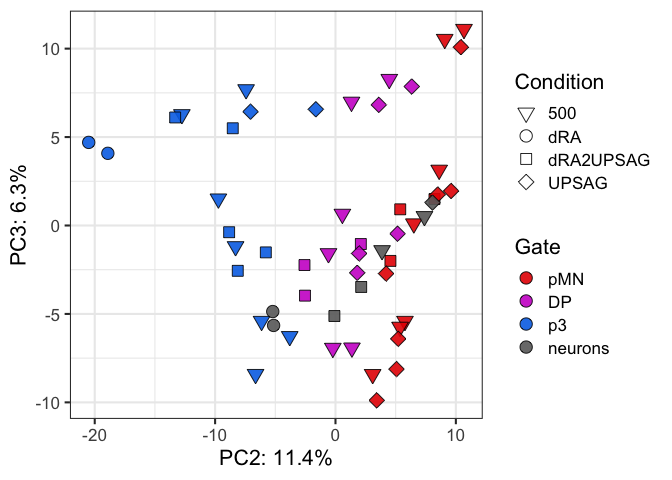 10
5
0
-5
-10
PC3: 6.3%
-20
-10
0
10
PC2: 11.4%
Condition
500
dRA
dRA2UPSAG
UPSAG
Gate
pMN
DP
p3
neurons